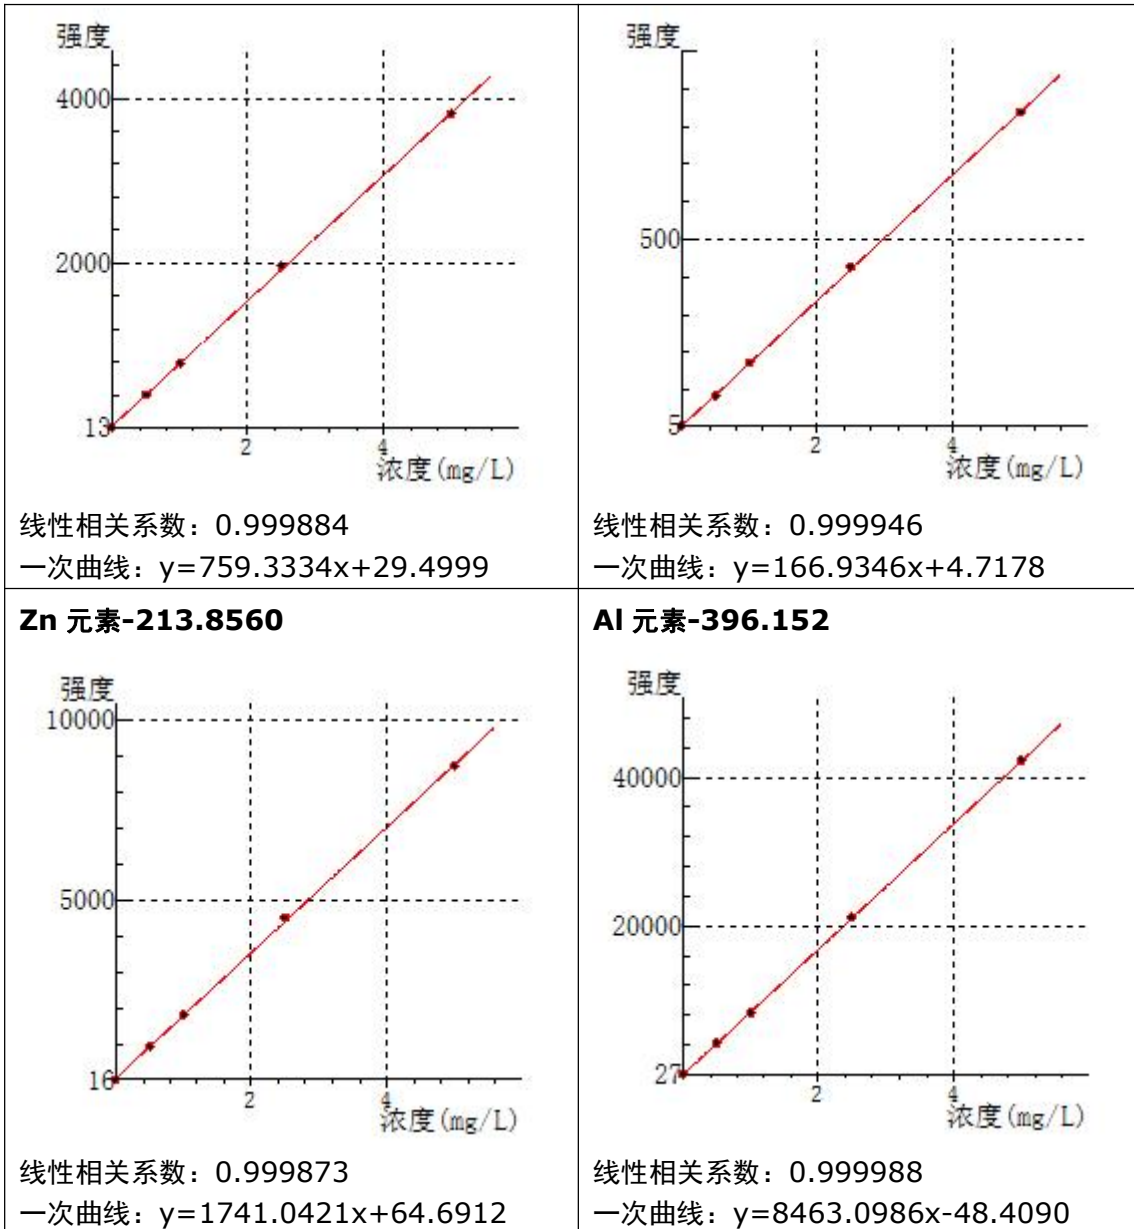 强度
4000
2000
13
2
4
浓度(mg/L)
线性相关系数：0.999884
一次曲线：y=759.3334x+29.4999
强度
500
5
2
4
浓度(mg/L)
线性相关系数：0.999946
一次曲线：y=166.9346x+4.7178
Zn 元素-213.8560
强度
10000
5000
16
2
4
浓度(mg/L)
线性相关系数：0.999873
一次曲线：y=1741.0421x+64.6912
Al 元素-396.152
强度
40000
20000
27
2
4
浓度(mg/L)
线性相关系数：0.999988
一次曲线：y=8463.0986x-48.4090